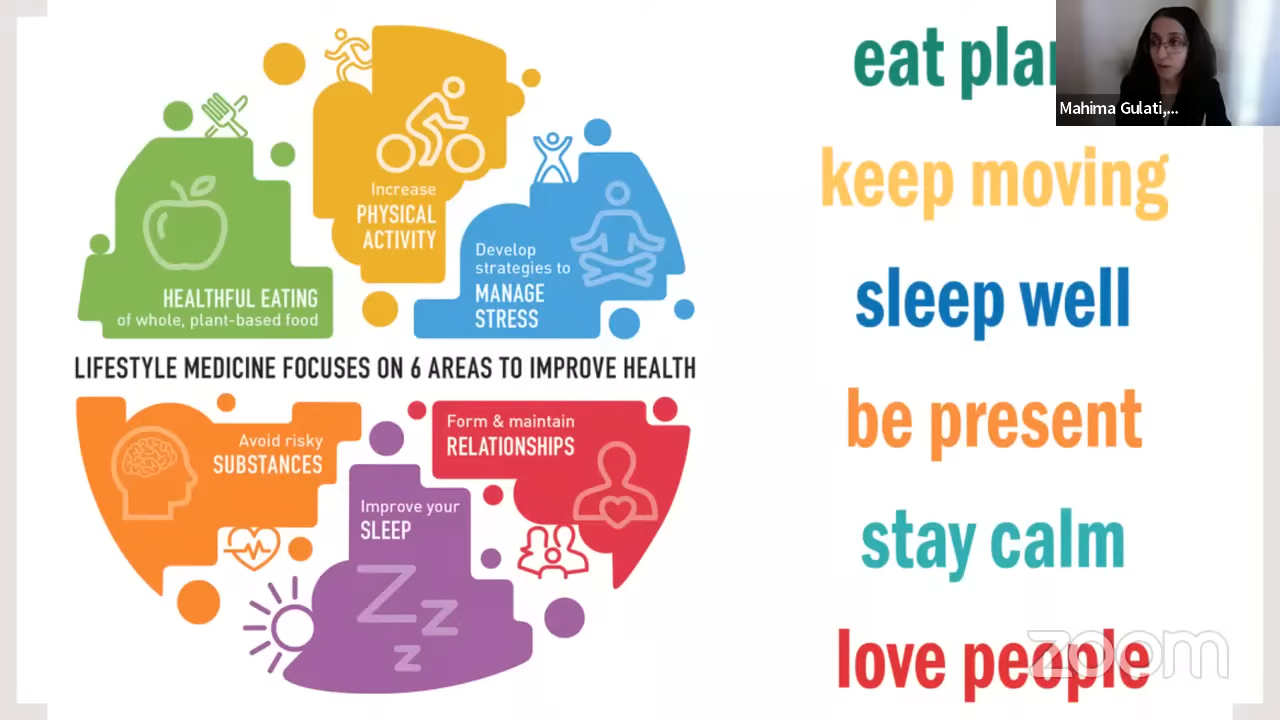 Increase
PHYSICAL
ACTIVITY
Develop
strategies to
MANAGE
STRESS
HEALTHFUL EATING
of whole, plant-based food
LIFESTYLE MEDICINE FOCUSES ON 6 AREAS TO IMPROVE HEALTH
Avoid risky
SUBSTANCES
Form & maintain
RELATIONSHIPS
Improve your
SLEEP
Z
Z
Z
eat
keep moving
sleep well
be present
stay calm
love people
Mahima Gulati,...
zoom